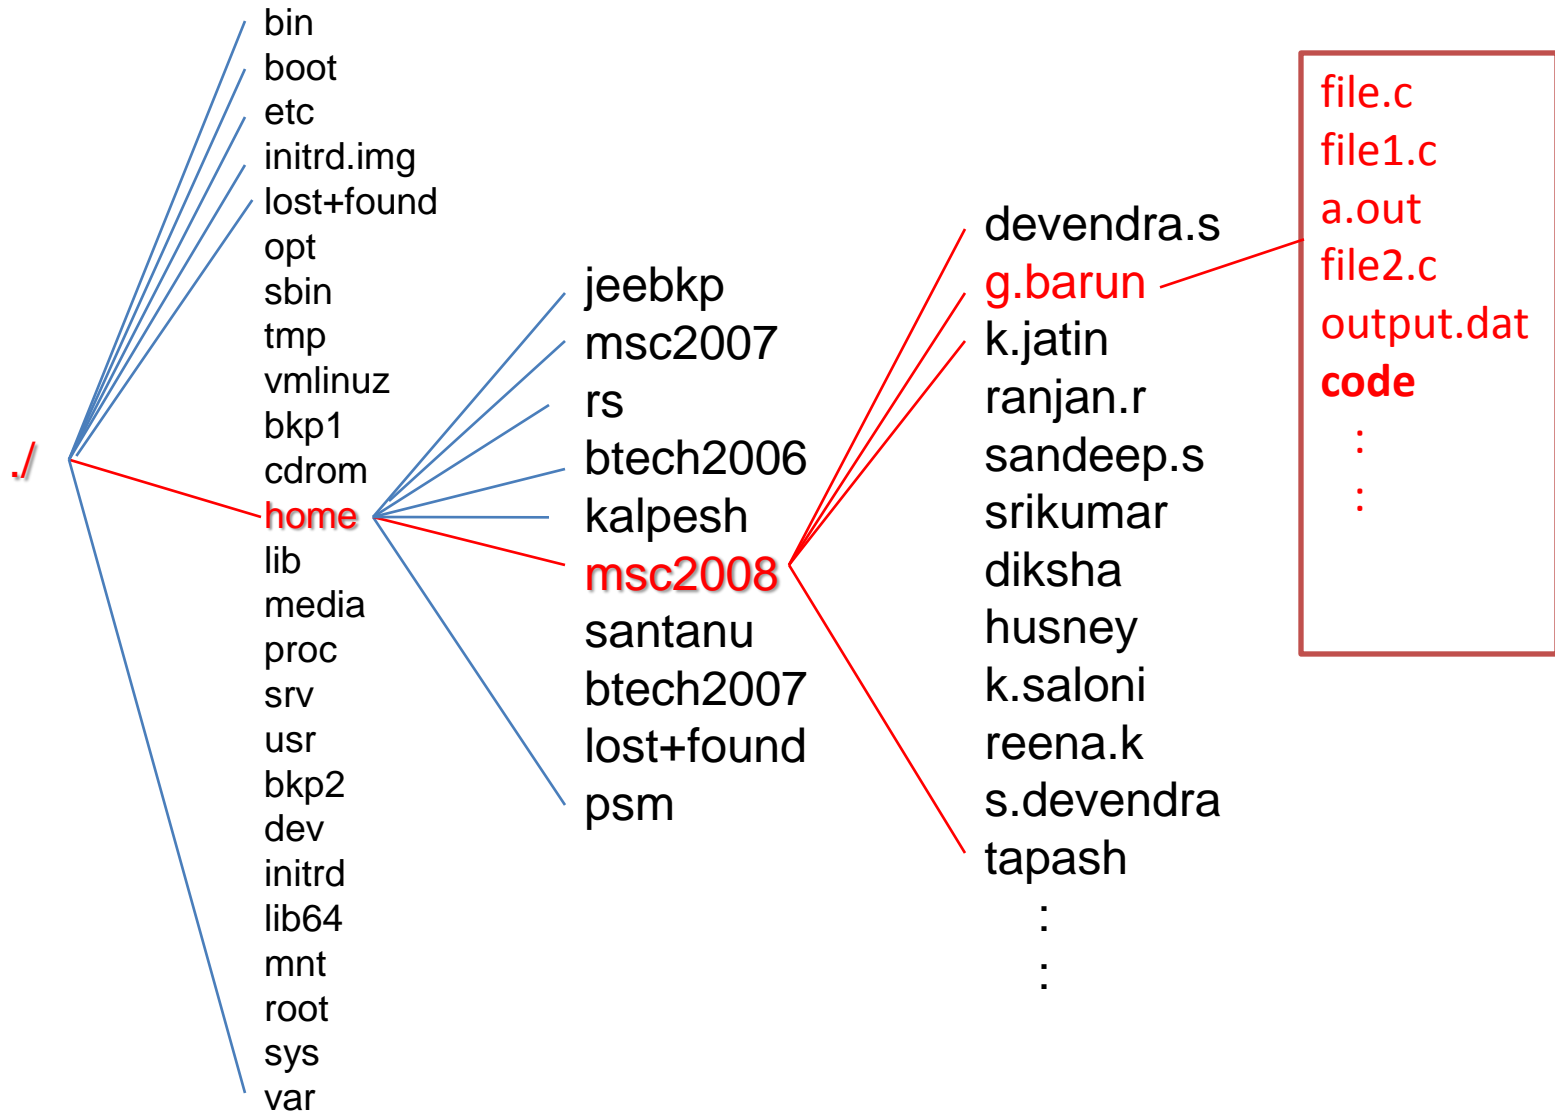 ./
bin
boot
etc
initrd.img
lost+found
opt
sbin
tmp
vmlinuz
bkp1
cdrom
home
lib
media
proc
srv
usr
bkp2
dev
initrd
lib64
mnt
root
sys
var
jeebkp
msc2007
rs
btech2006
kalpesh
msc2008
santanu
btech2007
lost+found
psm
devendra.s
g.barun
k.jatin
ranjan.r
sandeep.s
srikumar
diksha
husney
k.saloni
reena.k
s.devendra
tapash
:
:
file.c
file1.c
a.out
file2.c
output.dat
code
:
: